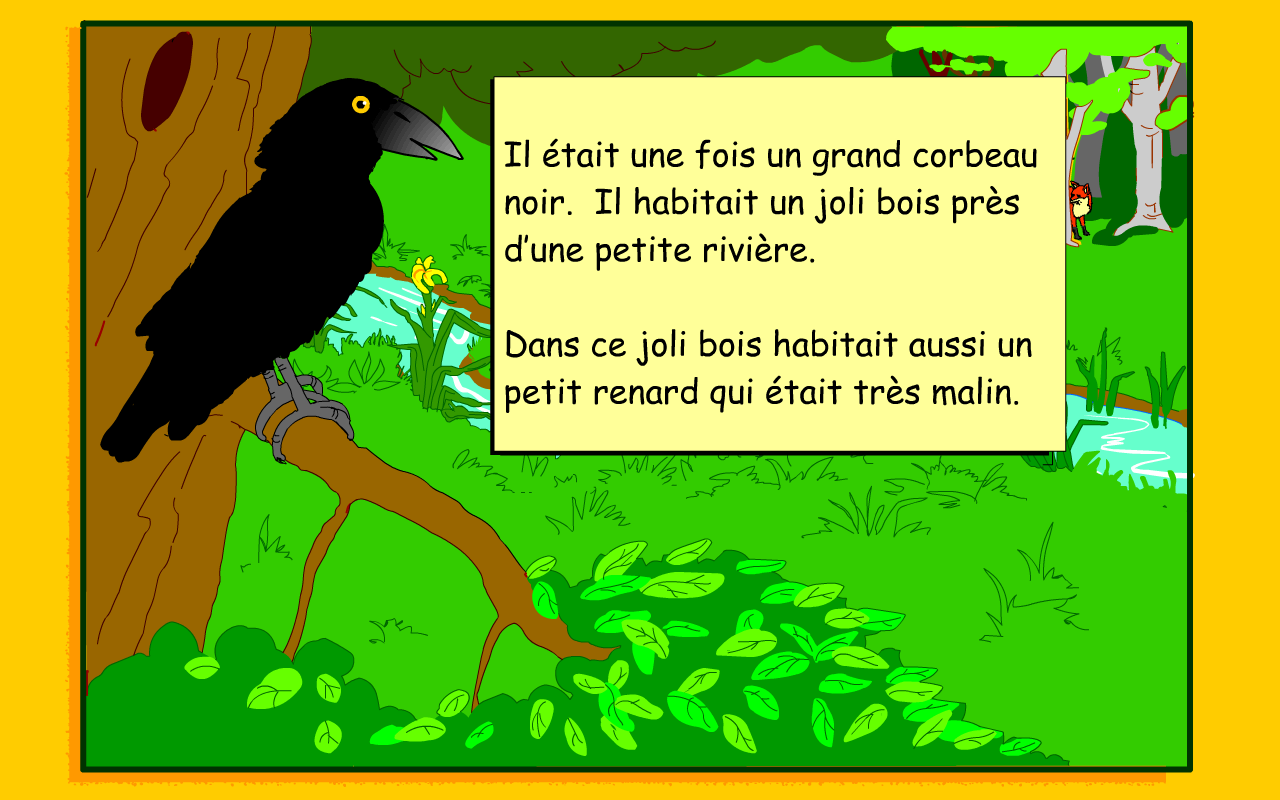 Il était une fois un grand corbeau
noir.  Il habitait un joli bois près
d'une petite rivière.
Dans ce joli bois habitait aussi un
petit renard qui était très malin.